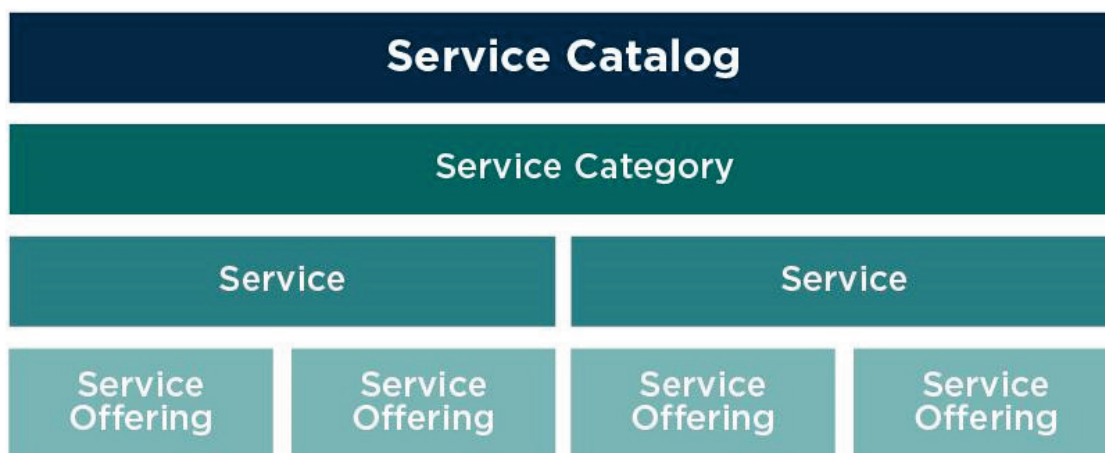 Service Catalog
Service Category
Service
Service
Service
Offering
Service
Offering
Service
Offering
Service
Offering